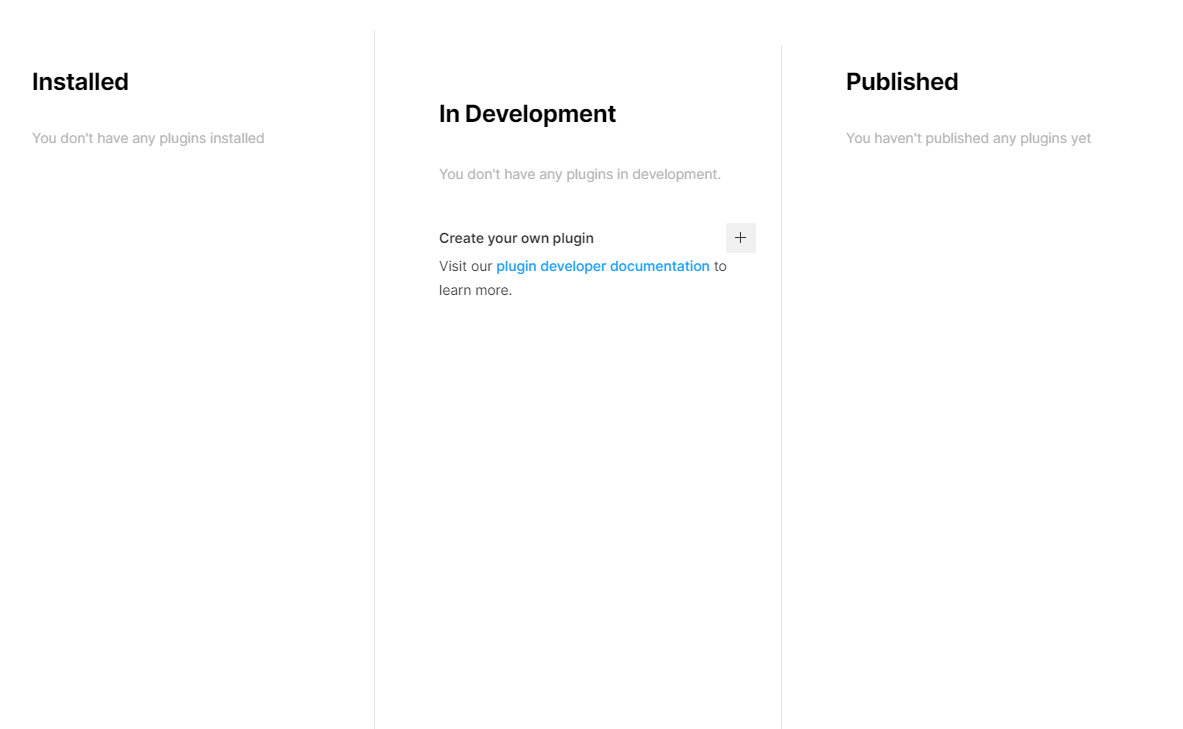 Installed
You don't have any plugins installed
In Development
You don't have any plugins in development.
Create your own plugin
Visit our plugin developer documentation to
learn more.
Published
You haven't published any plugins yet